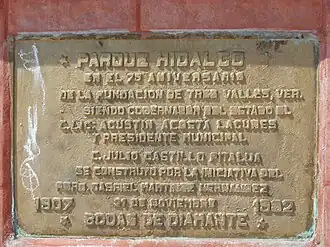 PARQUE HIDALGO
EN EL 75 ANIVERSARIO
DE LA FUNDACION DE TRES VALLES, VER.
SIENDO GOBERNADOR DEL ESTADO EL
C. LIC. AGUSTIN ACOSTA LAGUNES
Y PRESIDENTE MUNICIPAL
C. JULIO CASTILLO PITALUA
SE CONSTRUYO POR LA INICIATIVA DEL
GABRIEL MARTINEZ HERNANDEZ
1907 DE NOVIEMBRE 1982
BODAS DE DIAMANTE